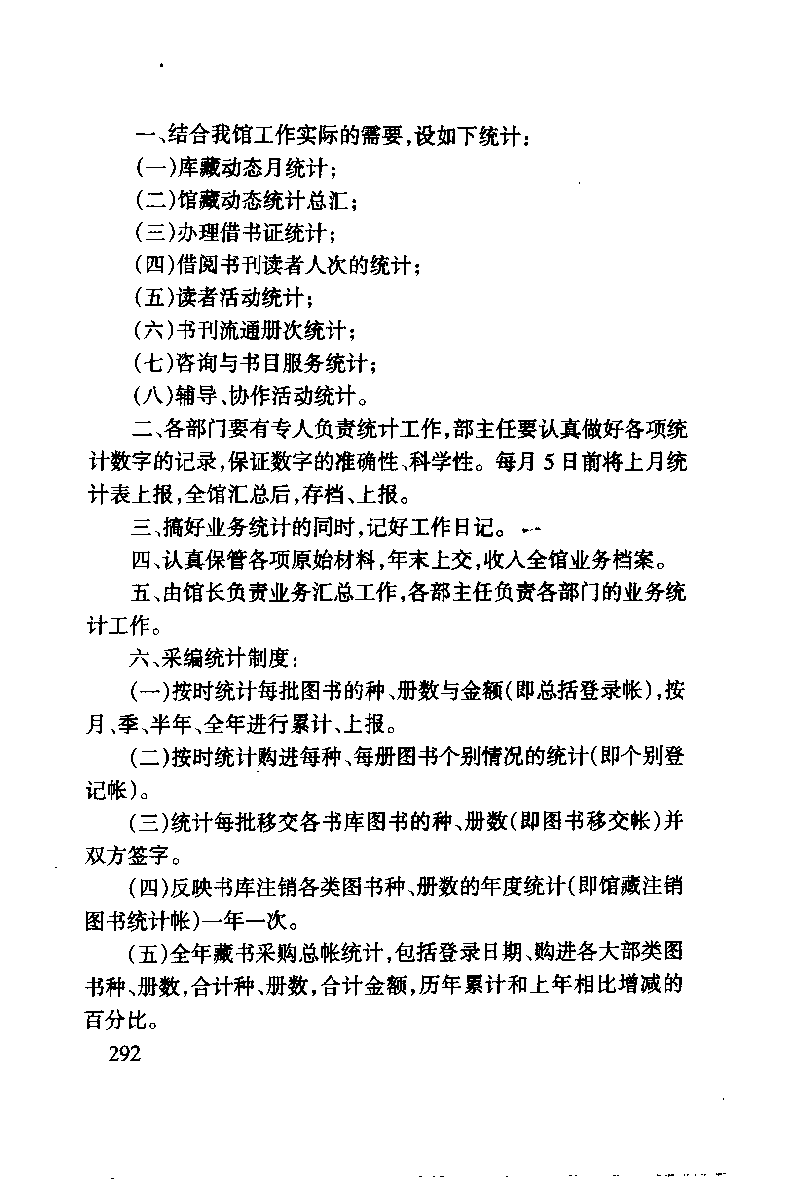 一、结合我馆工作实际的需要,设如下统计:
(一)库藏动态月统计;
(二)馆藏动态统计总汇;
(三)办理借书证统计;
(四)借阅书刊读者人次的统计;
(五)读者活动统计;
(六)书刊流通册次统计;
(七)咨询与书目服务统计;
(八)辅导、协作活动统计。
二、各部门要有专人负责统计工作,部主任要认真做好各项统
计数字的记录,保证数字的准确性、科学性。每月5日前将上月统
计表上报,全馆汇总后,存档、上报。
三、搞好业务统计的同时,记好工作日记。
四、认真保管各项原始材料,年末上交,收入全馆业务档案。
五、由馆长负责业务汇总工作,各部主任负责各部门的业务统
计工作。
六、采编统计制度:
(一)按时统计每批图书的种、册数与金额(即总括登录帐),按
月、季、半年、全年进行累计、上报。
(二)按时统计购进每种、每册图书个别情况的统计(即个别登
记帐)。
(三)统计每批移交各书库图书的种、册数(即图书移交帐)并
双方签字。
(四)反映书库注销各类图书种、册数的年度统计(即馆藏注销
图书统计帐)一年一次。
(五)全年藏书采购总帐统计,包括登录日期、购进各大部类图
书种、册数,合计种、册数,合计金额,历年累计和上年相比增减的
百分比。
292